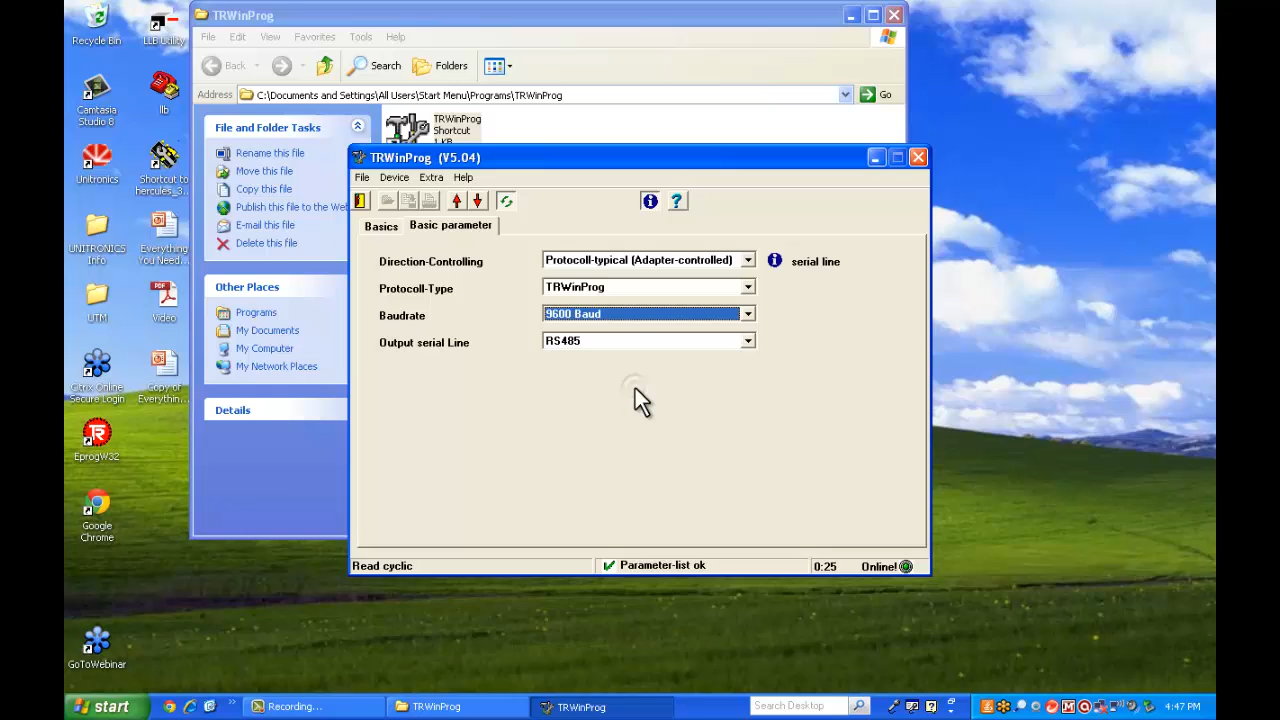 Recycle Bin
LLB Utility
Camtasia
Studio 8
llb
Unitronics
Shortcut to
hercules_3...
UNITRONICS
Info
Everything
You Need...
UTM
Video
Citrix Online
Secure Login
Copy of
Everythin...
EprogW32
Google
Chrome
GoToWebinar
TRWinProg
File Edit View Favorites Tools Help
Back Search Folders
Address C:\Documents and Settings\All Users\Start Menu\Programs\TRWinProg Go
File and Folder Tasks
Rename this file
Move this file
Copy this file
Publish this file to the Web
E-mail this file
Delete this file
Other Places
Programs
My Documents
My Computer
My Network Places
Details
TRWinProg
Shortcut
1 KB
TRWinProg (V5.04)
File Device Extra Help
Basics Basic parameter
Direction-Controlling Protocoll-typical (Adapter-controlled) serial line
Protocoll-Type TRWinProg
Baudrate 9600 Baud
Output serial Line RS485
Read cyclic Parameter-list ok 0:25 Online!
start Recording... TRWinProg TRWinProg Search Desktop 4:47 PM